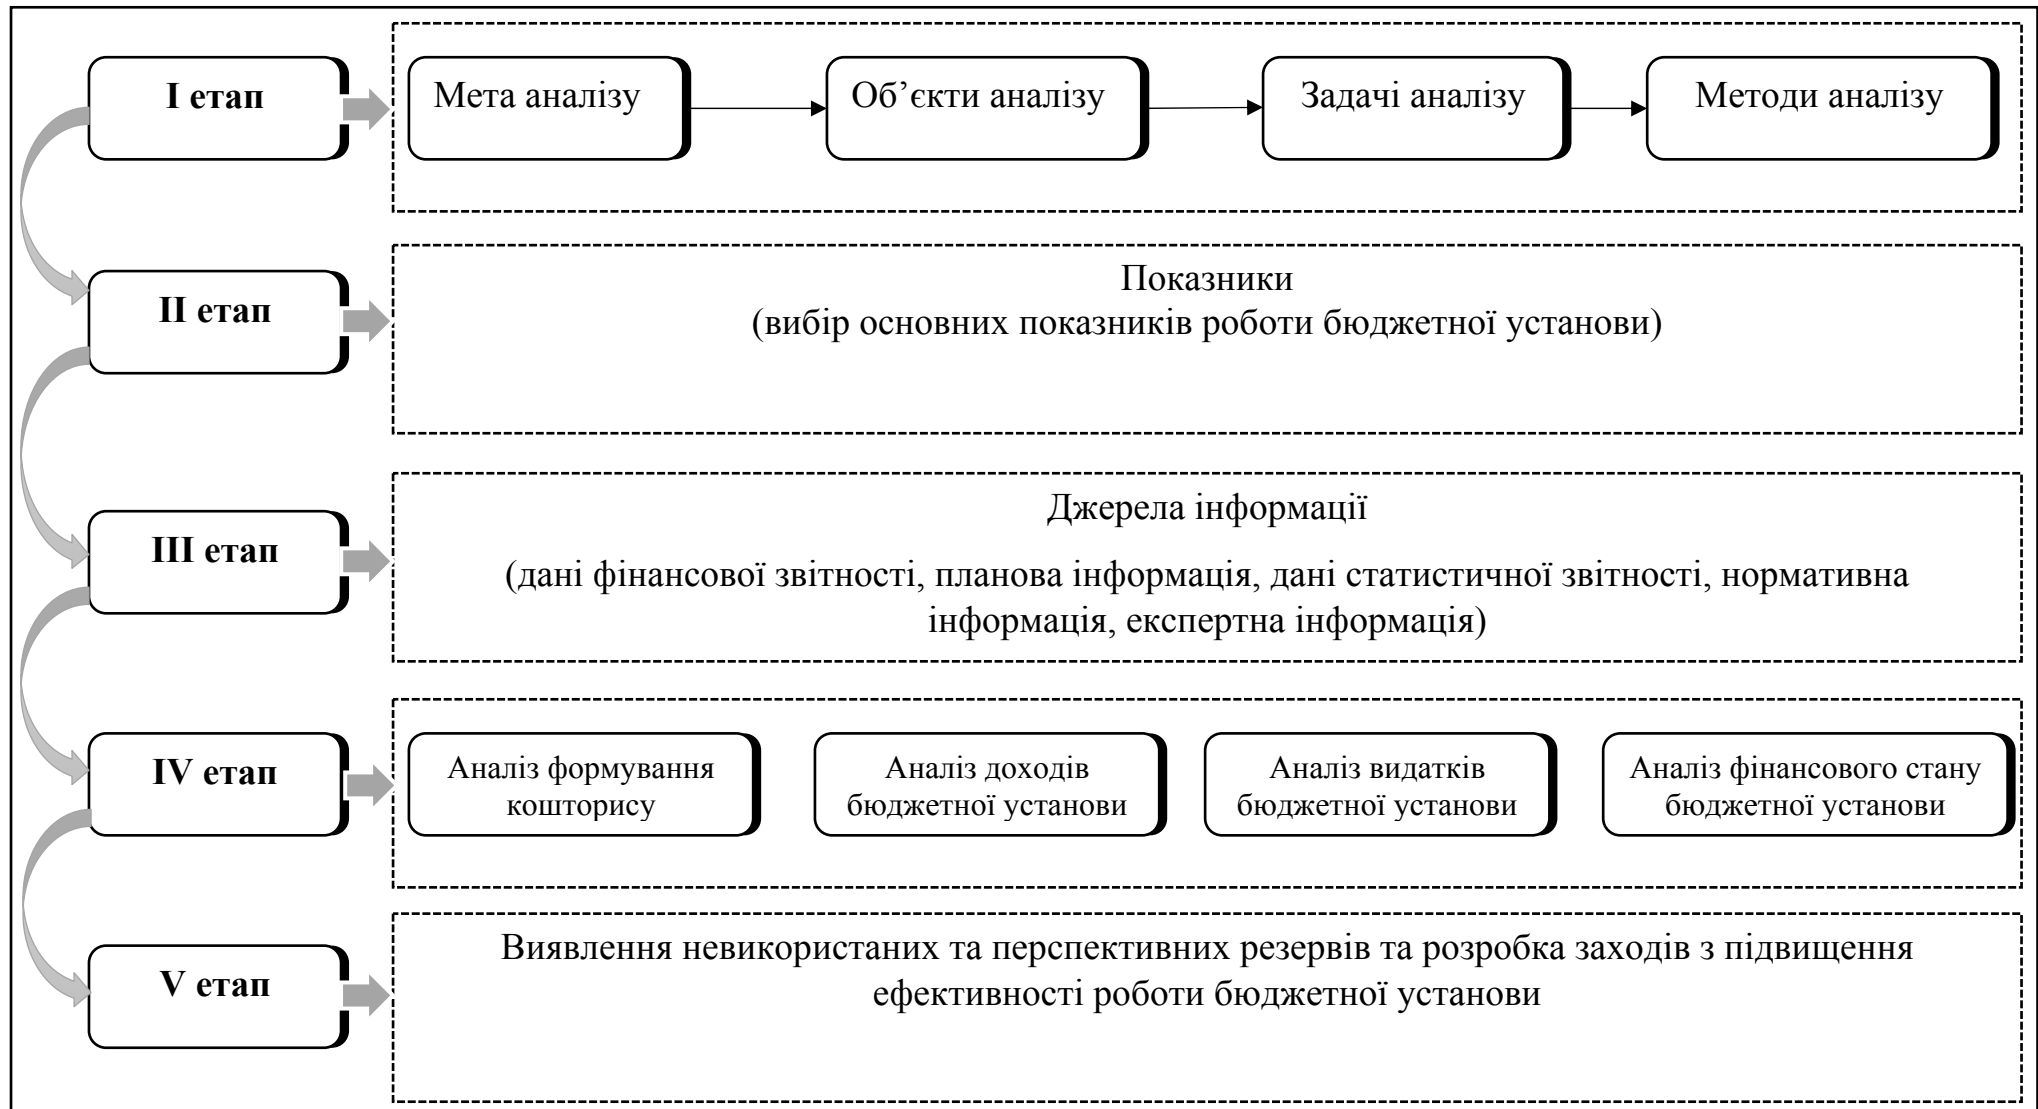 І етап
Мета аналізу
Об’єкти аналізу
Задачі аналізу
Методи аналізу
ІІ етап
Показники
(вибір основних показників роботи бюджетної установи)
ІІІ етап
Джерела інформації
(дані фінансової звітності, планова інформація, дані статистичної звітності, нормативна
інформація, експертна інформація)
IV етап
Аналіз формування
кошторису
Аналіз доходів
бюджетної установи
Аналіз видатків
бюджетної установи
Аналіз фінансового стану
бюджетної установи
V етап
Виявлення невикористаних та перспективних резервів та розробка заходів з підвищення
ефективності роботи бюджетної установи